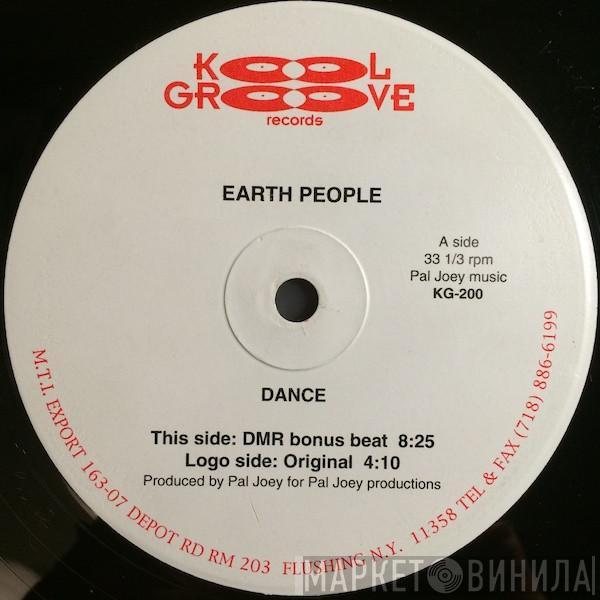 KOOL
GROOVE
records
EARTH PEOPLE
A side
33 1/3 rpm
Pal Joey music
KG-200
DANCE
This side: DMR bonus beat 8:25
Logo side: Original 4:10
Produced by Pal Joey for Pal Joey productions
M.T.I. EXPORT 163-07 DEPOT RD RM 203 FLUSHING N.Y. 11358 TEL & FAX (718) 886-6199
МАРКЕТ ВИНИЛА